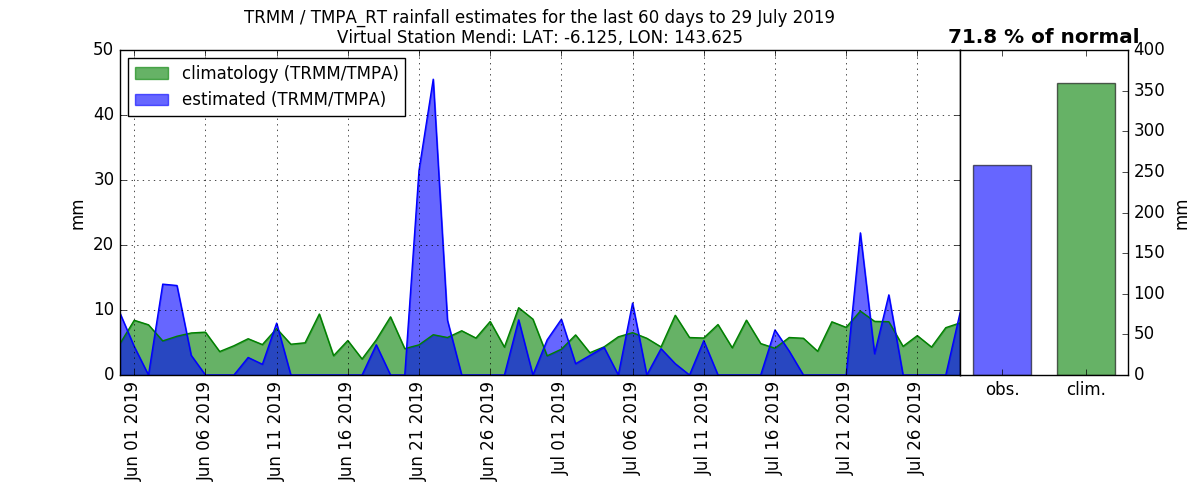 TRMM / TMPA_RT rainfall estimates for the last 60 days to 29 July 2019
Virtual Station Mendi: LAT: -6.125, LON: 143.625
71.8 % of normal
climatology (TRMM/TMPA)
estimated (TRMM/TMPA)
50
40
30
20
10
0
mm
Jun 01 2019
Jun 06 2019
Jun 11 2019
Jun 16 2019
Jun 21 2019
Jun 26 2019
Jul 01 2019
Jul 06 2019
Jul 11 2019
Jul 16 2019
Jul 21 2019
Jul 26 2019
obs.
clim.
400
350
300
250
200
150
100
50
0
mm